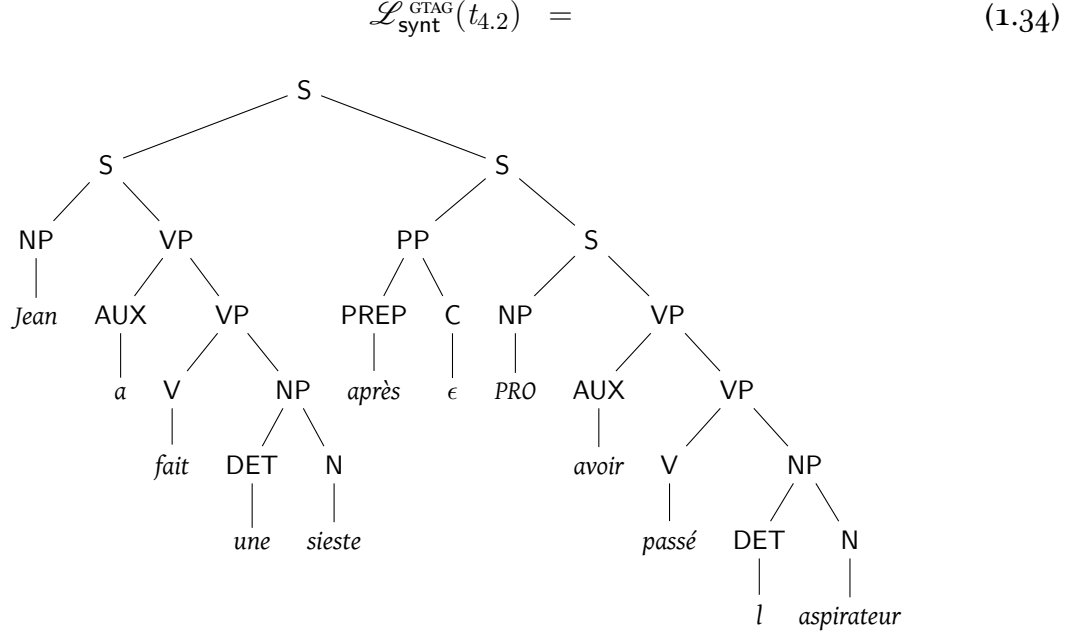 ℒ_synt^GTAG(t_4.2) = (1.34)
S
S S
NP VP PP S
Jean AUX VP PREP C NP VP
a V NP après ϵ PRO AUX VP
fait DET N avoir V NP
une sieste passé DET N
l aspirateur